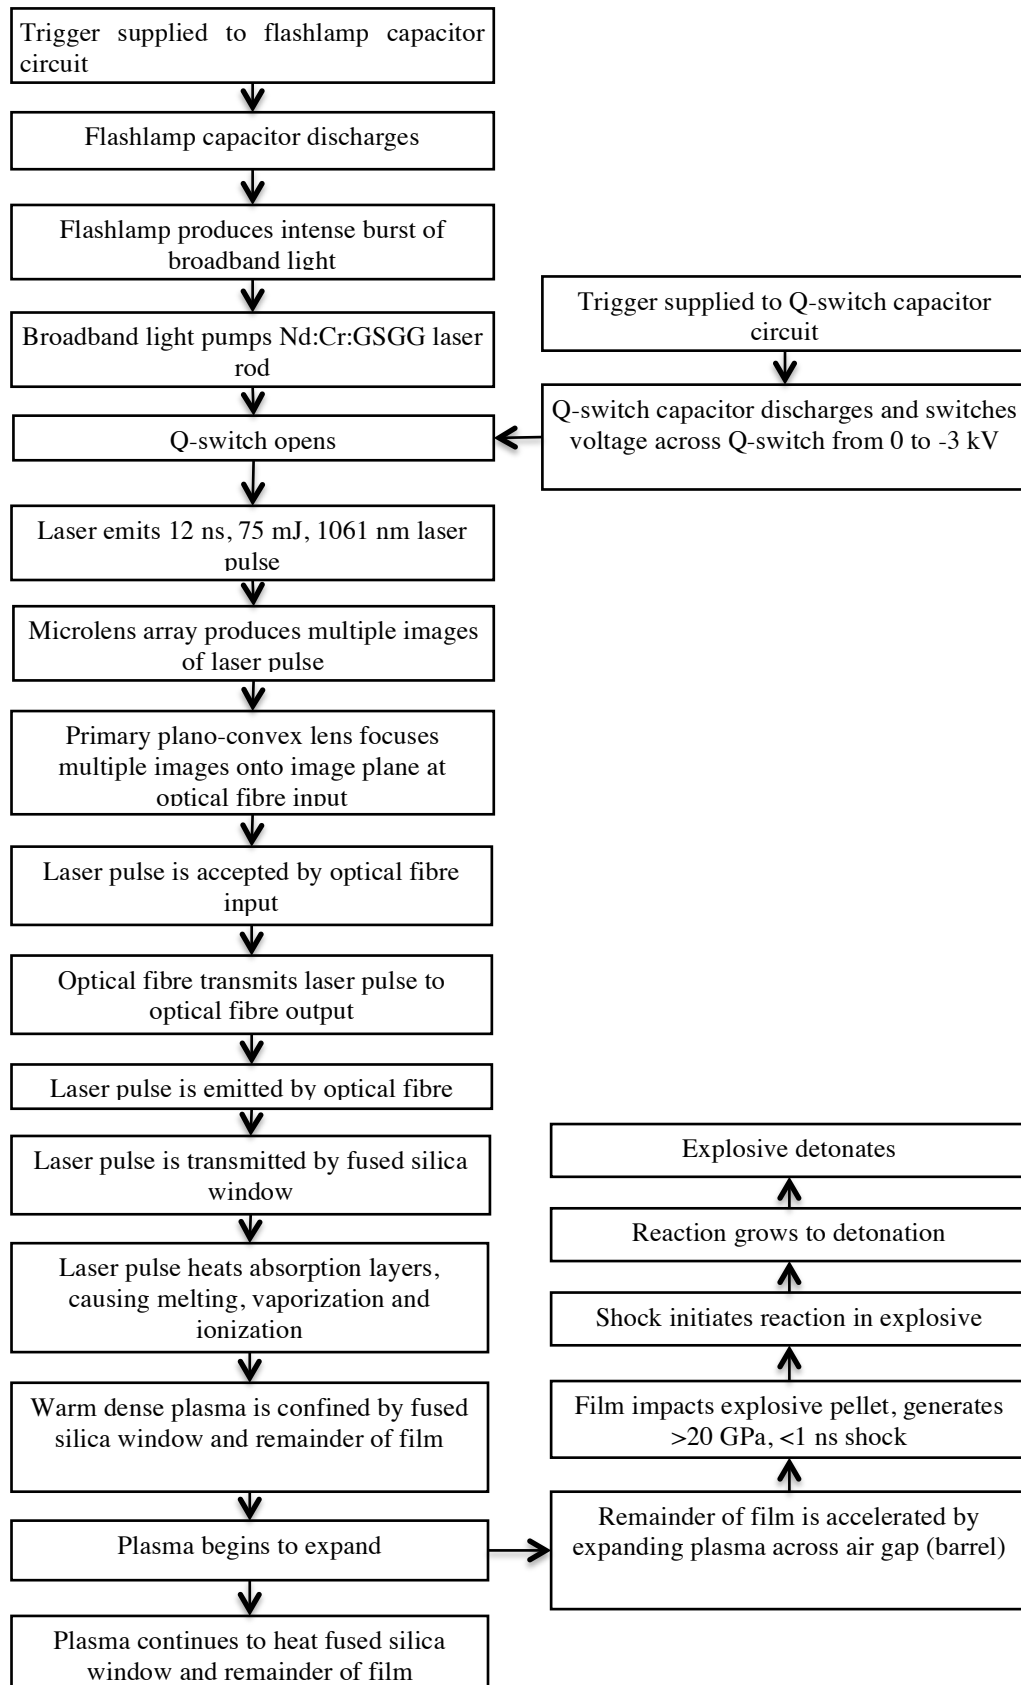 Trigger supplied to flashlamp capacitor
circuit
Flashlamp capacitor discharges
Flashlamp produces intense burst of
broadband light
Broadband light pumps Nd:Cr:GSGG laser
rod
Trigger supplied to Q-switch capacitor
circuit
Q-switch capacitor discharges and switches
voltage across Q-switch from 0 to -3 kV
Q-switch opens
Laser emits 12 ns, 75 mJ, 1061 nm laser
pulse
Microlens array produces multiple images
of laser pulse
Primary plano-convex lens focuses
multiple images onto image plane at
optical fibre input
Laser pulse is accepted by optical fibre
input
Optical fibre transmits laser pulse to
optical fibre output
Laser pulse is emitted by optical fibre
Laser pulse is transmitted by fused silica
window
Laser pulse heats absorption layers,
causing melting, vaporization and
ionization
Warm dense plasma is confined by fused
silica window and remainder of film
Plasma begins to expand
Plasma continues to heat fused silica
window and remainder of film
Remainder of film is accelerated by
expanding plasma across air gap (barrel)
Film impacts explosive pellet, generates
>20 GPa, <1 ns shock
Shock initiates reaction in explosive
Reaction grows to detonation
Explosive detonates